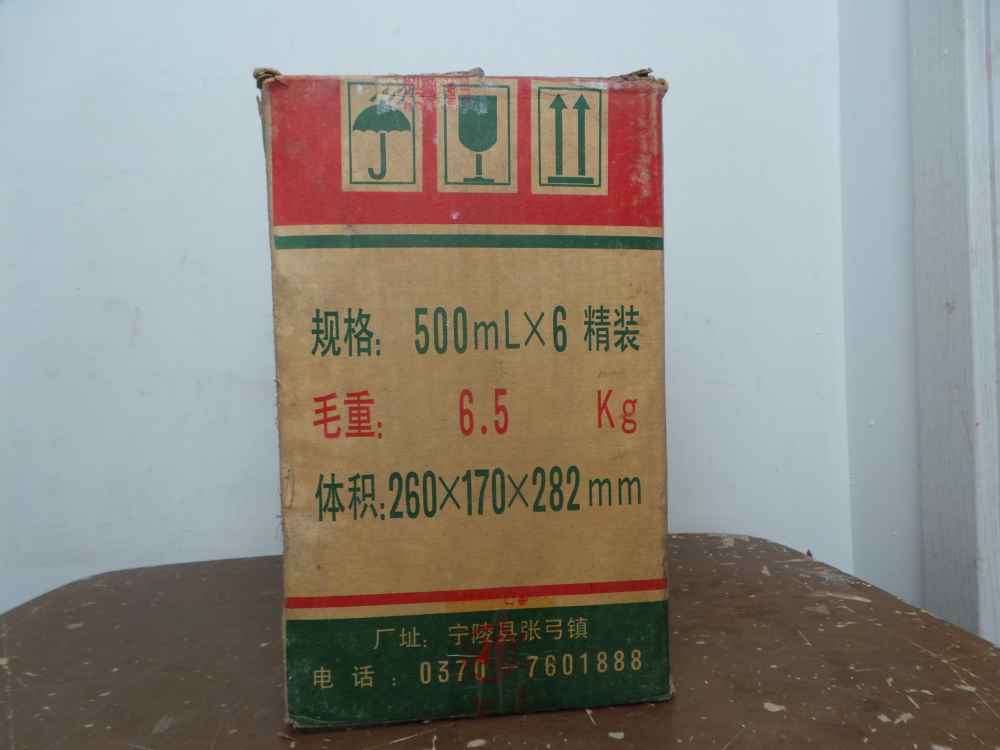 规格: 500mL×6 精装
毛重: 6.5 Kg
体积:260×170×282mm
厂址: 宁陵县张弓镇
电话: 0370-7601888